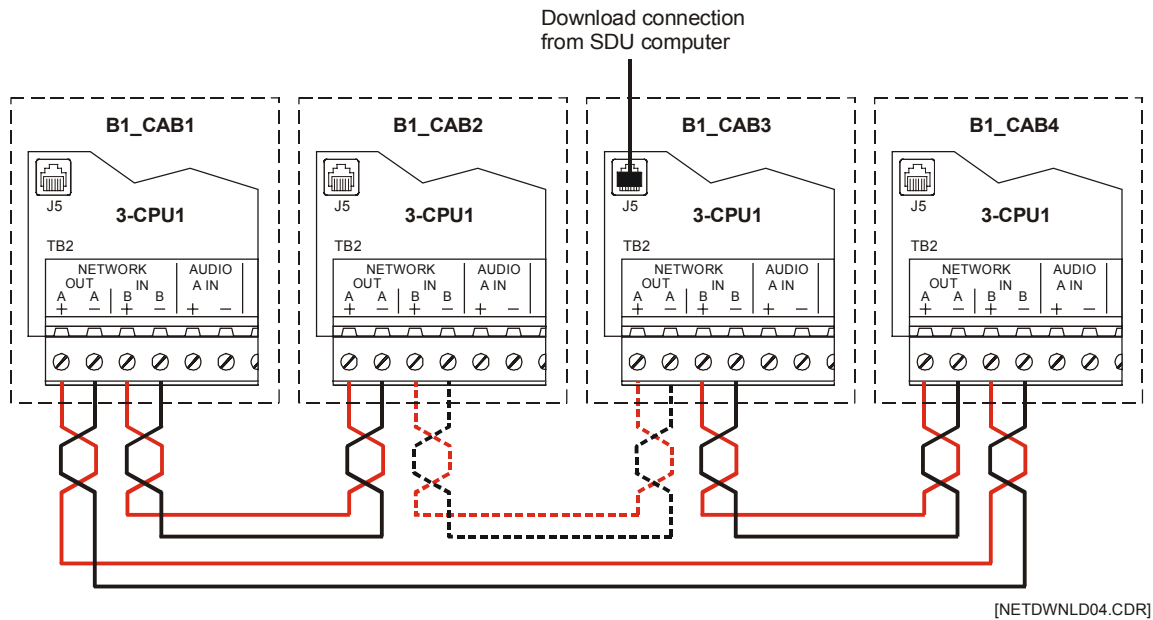 Download connection
from SDU computer
B1_CAB1
J5
3-CPU1
TB2
NETWORK
OUT IN
A A B B
+ – + –
AUDIO
A IN
+ –
B1_CAB2
J5
3-CPU1
TB2
NETWORK
OUT IN
A A B B
+ – + –
AUDIO
A IN
+ –
B1_CAB3
J5
3-CPU1
TB2
NETWORK
OUT IN
A A B B
+ – + –
AUDIO
A IN
+ –
B1_CAB4
J5
3-CPU1
TB2
NETWORK
OUT IN
A A B B
+ – + –
AUDIO
A IN
+ –
[NETDWNLD04.CDR]